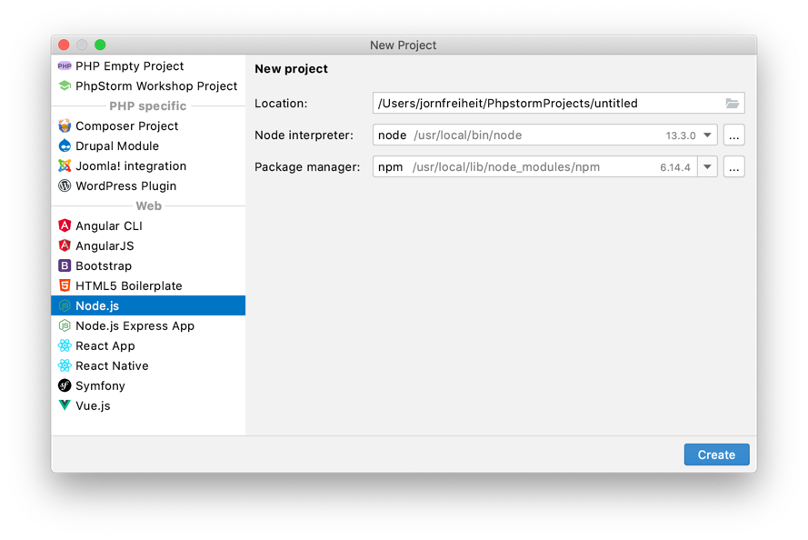 New Project
PHP PHP Empty Project
PhpStorm Workshop Project
PHP specific
Composer Project
Drupal Module
Joomla! integration
WordPress Plugin
Web
Angular CLI
AngularJS
B Bootstrap
HTML5 Boilerplate
Node.js
Node.js Express App
React App
React Native
Symfony
Vue.js
New project
Location: /Users/jornfreiheit/PhpstormProjects/untitled
Node interpreter: node /usr/local/bin/node 13.3.0 ...
Package manager: npm /usr/local/lib/node_modules/npm 6.14.4 ...
Create